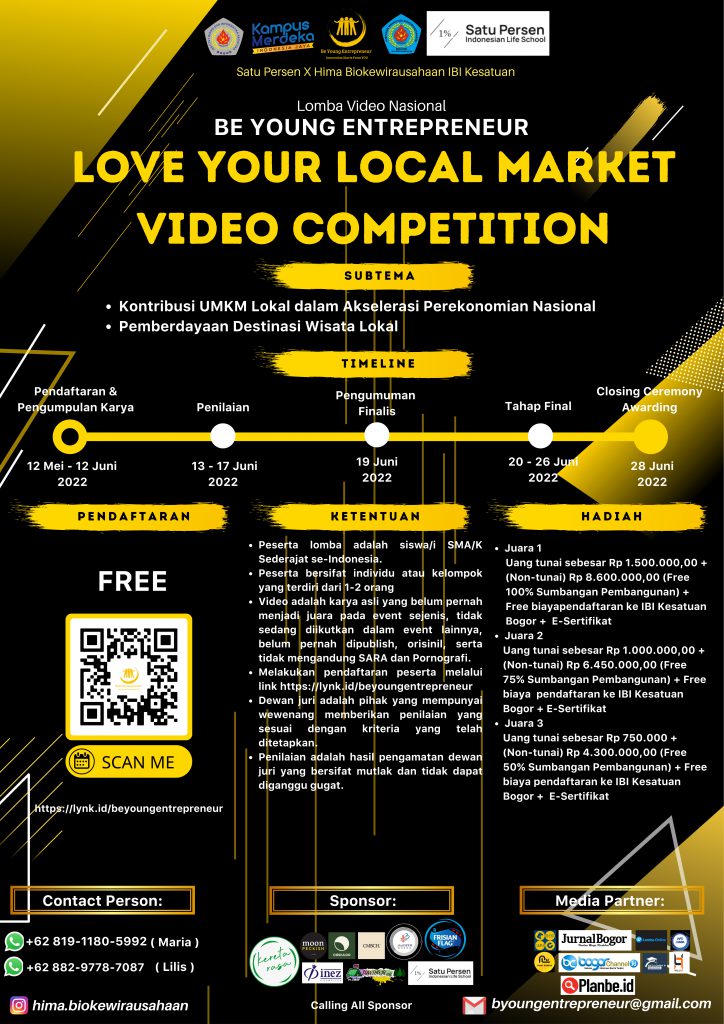 Kampus
Merdeka
INDONESIA JAYA
Be Young Entrepreneur
1%
Satu Persen
Indonesian Life School
Satu Persen X Hima Biokewirausahaan IBI Kesatuan
Lomba Video Nasional
BE YOUNG ENTREPRENEUR
LOVE YOUR LOCAL MARKET
VIDEO COMPETITION
SUBTEMA
• Kontribusi UMKM Lokal dalam Akselerasi Perekonomian Nasional
• Pemberdayaan Destinasi Wisata Lokal
TIMELINE
Pendaftaran &
Pengumpulan Karya
12 Mei - 12 Juni
2022
Penilaian
13 - 17 Juni
2022
Pengumuman
Finalis
19 Juni
2022
Tahap Final
20 - 26 Juni
2022
Closing Ceremony
Awarding
28 Juni
2022
PENDAFTARAN
FREE
SCAN ME
https://lynk.id/beyoungentrepreneur
KETENTUAN
• Peserta lomba adalah siswa/i SMA/K
Sederajat se-Indonesia.
• Peserta bersifat individu atau kelompok
yang terdiri dari 1-2 orang
• Video adalah karya asli yang belum pernah
menjadi juara pada event sejenis, tidak
sedang diikutkan dalam event lainnya,
belum pernah dipublish, orisinil, serta
tidak mengandung SARA dan Pornografi.
• Melakukan pendaftaran peserta melalui
link https://lynk.id/beyoungentrepreneur
• Dewan juri adalah pihak yang mempunyai
wewenang memberikan penilaian yang
sesuai dengan kriteria yang telah
ditetapkan.
• Penilaian adalah hasil pengamatan dewan
juri yang bersifat mutlak dan tidak dapat
diganggu gugat.
HADIAH
• Juara 1
Uang tunai sebesar Rp 1.500.000,00 +
(Non-tunai) Rp 8.600.000,00 (Free
100% Sumbangan Pembangunan) +
Free biayapendaftaran ke IBI Kesatuan
Bogor + E-Sertifikat
• Juara 2
Uang tunai sebesar Rp 1.000.000,00 +
(Non-tunai) Rp 6.450.000,00 (Free
75% Sumbangan Pembangunan) + Free
biaya pendaftaran ke IBI Kesatuan
Bogor + E-Sertifikat
• Juara 3
Uang tunai sebesar Rp 750.000 +
(Non-tunai) Rp 4.300.000,00 (Free
50% Sumbangan Pembangunan) + Free
biaya pendaftaran ke IBI Kesatuan
Bogor + E-Sertifikat
Contact Person:
+62 819-1180-5992 ( Maria )
+62 882-9778-7087 ( Lilis )
hima.biokewirausahaan
Sponsor:
kereta
rasa
moon
PECKISH
CMBCH.
FRISIAN
FLAG
inez
1%
Satu Persen
Indonesian Life School
Calling All Sponsor
Media Partner:
JurnalBogor
bogor channel
Planbe.id
byoungentrepreneur@gmail.com